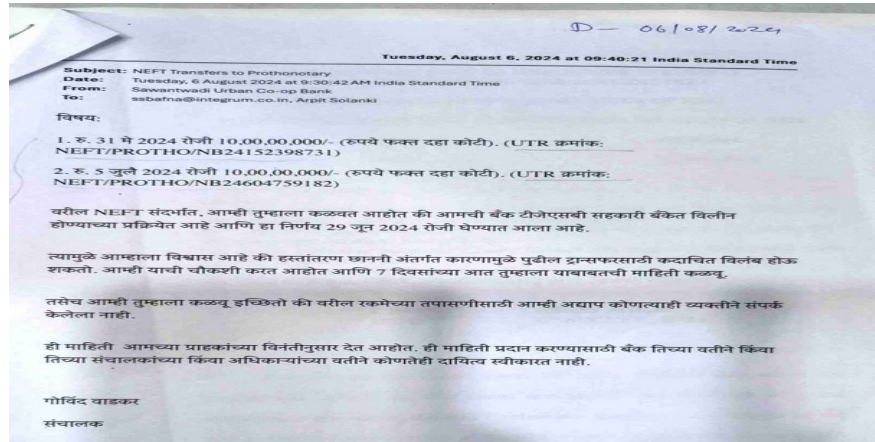 D - 06/08/2024
Tuesday, August 6, 2024 at 09:40:21 India Standard Time
Subject: NEFT Transfers to Prothonotary
Date: Tuesday, 6 August 2024 at 9:30:42 AM India Standard Time
From: Sawantwadi Urban Co-op Bank
To: ssbafna@integrum.co.in, Arpit Solanki
विषय:
1. रु. 31 मे 2024 रोजी 10,00,00,000/- (रुपये फक्त दहा कोटी). (UTR क्रमांक:
NEFT/PROTHO/NB24152398731)
2. रु. 5 जुलै 2024 रोजी 10,00,00,000/- (रुपये फक्त दहा कोटी). (UTR क्रमांक:
NEFT/PROTHO/NB24604759182)
वरील NEFT संदर्भात, आम्ही तुम्हाला कळवत आहोत की आमची बँक टीजेएसबी सहकारी बँकेत विलीन
होण्याच्या प्रक्रियेत आहे आणि हा निर्णय 29 जून 2024 रोजी घेण्यात आला आहे.
त्यामुळे आम्हाला विश्वास आहे की हस्तांतरण छाननी अंतर्गत कारणामुळे पुढील ट्रान्सफरसाठी कदाचित विलंब होऊ
शकतो. आम्ही याची चौकशी करत आहोत आणि 7 दिवसांच्या आत तुम्हाला याबाबतची माहिती कळवू.
तसेच आम्ही तुम्हाला कळवू इच्छितो की वरील रकमेच्या तपासणीसाठी आम्ही अद्याप कोणत्याही व्यक्तीने संपर्क
केलेला नाही.
ही माहिती आमच्या ग्राहकांच्या विनंतीनुसार देत आहोत. ही माहिती प्रदान करण्यासाठी बँक तिच्या वतीने किंवा
तिच्या संचालकांच्या किंवा अधिकाऱ्यांच्या वतीने कोणतेही दायित्व स्वीकारत नाही.
गोविंद वाडकर
संचालक